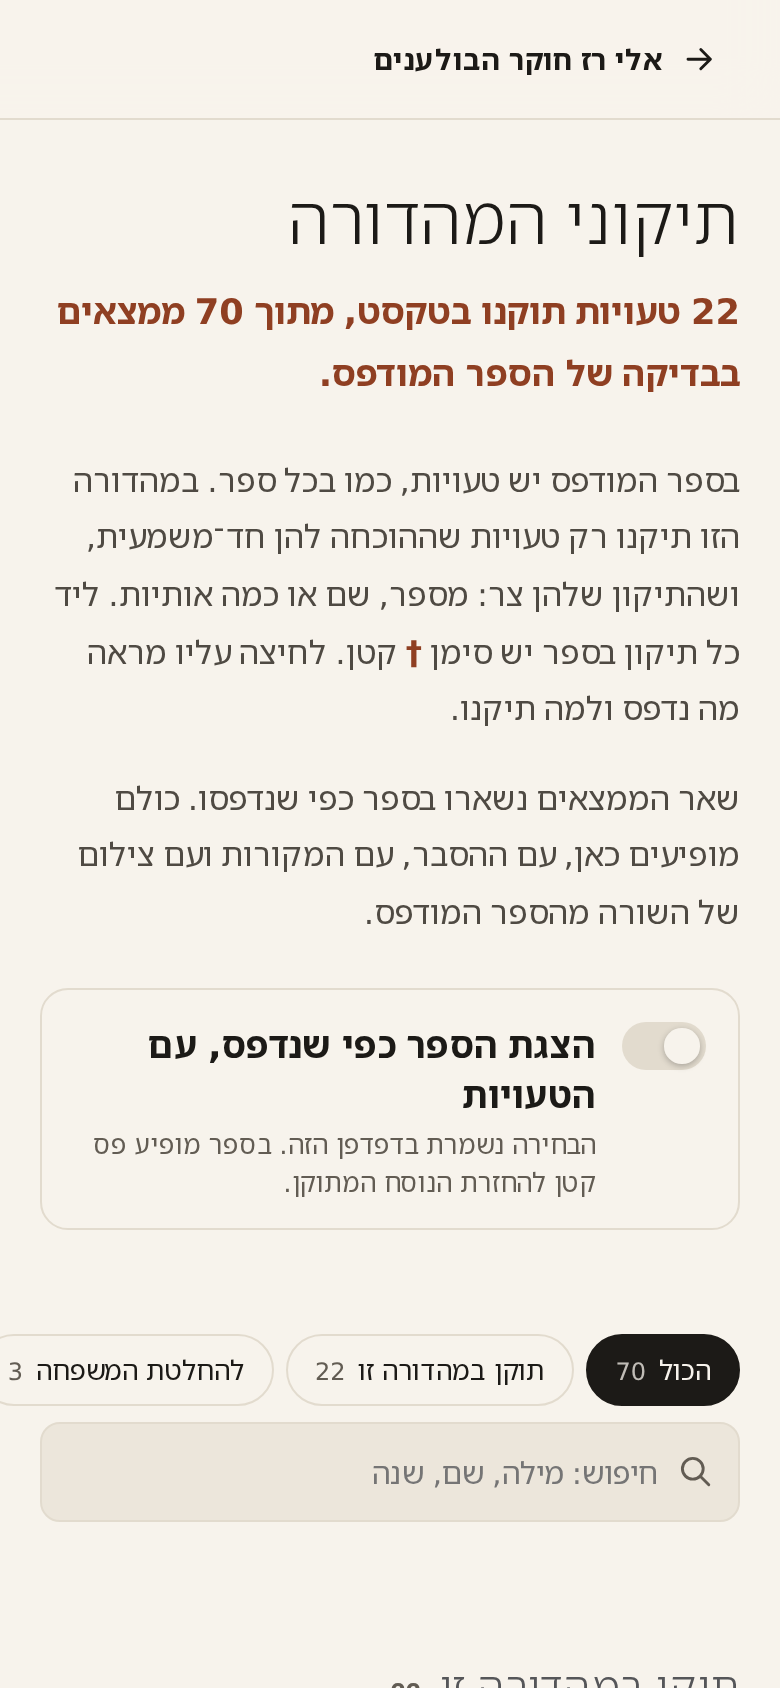 אלי רז חוקר הבולענים
תיקוני המהדורה
22 טעויות תוקנו בטקסט, מתוך 70 ממצאים
בבדיקה של הספר המודפס.
בספר המודפס יש טעויות, כמו בכל ספר. במהדורה
הזו תיקנו רק טעויות שההוכחה להן חד־משמעית,
ושהתיקון שלהן צר: מספר, שם או כמה אותיות. ליד
כל תיקון בספר יש סימן † קטן. לחיצה עליו מראה
מה נדפס ולמה תיקנו.
שאר הממצאים נשארו בספר כפי שנדפסו. כולם
מופיעים כאן, עם ההסבר, עם המקורות ועם צילום
של השורה מהספר המודפס.
הצגת הספר כפי שנדפס, עם
הטעויות
הבחירה נשמרת בדפדפן הזה. בספר מופיע פס
קטן להחזרת הנוסח המתוקן.
הכול 70
תוקן במהדורה זו 22
להחלטת המשפחה 3
חיפוש: מילה, שם, שנה
תוקן במהדורה זו 22